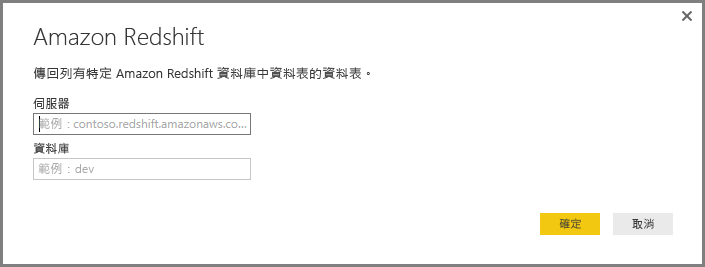 Amazon Redshift
傳回列有特定 Amazon Redshift 資料庫中資料表的資料表。
伺服器
範例：contoso.redshift.amazonaws.co...
資料庫
範例：dev
確定 取消